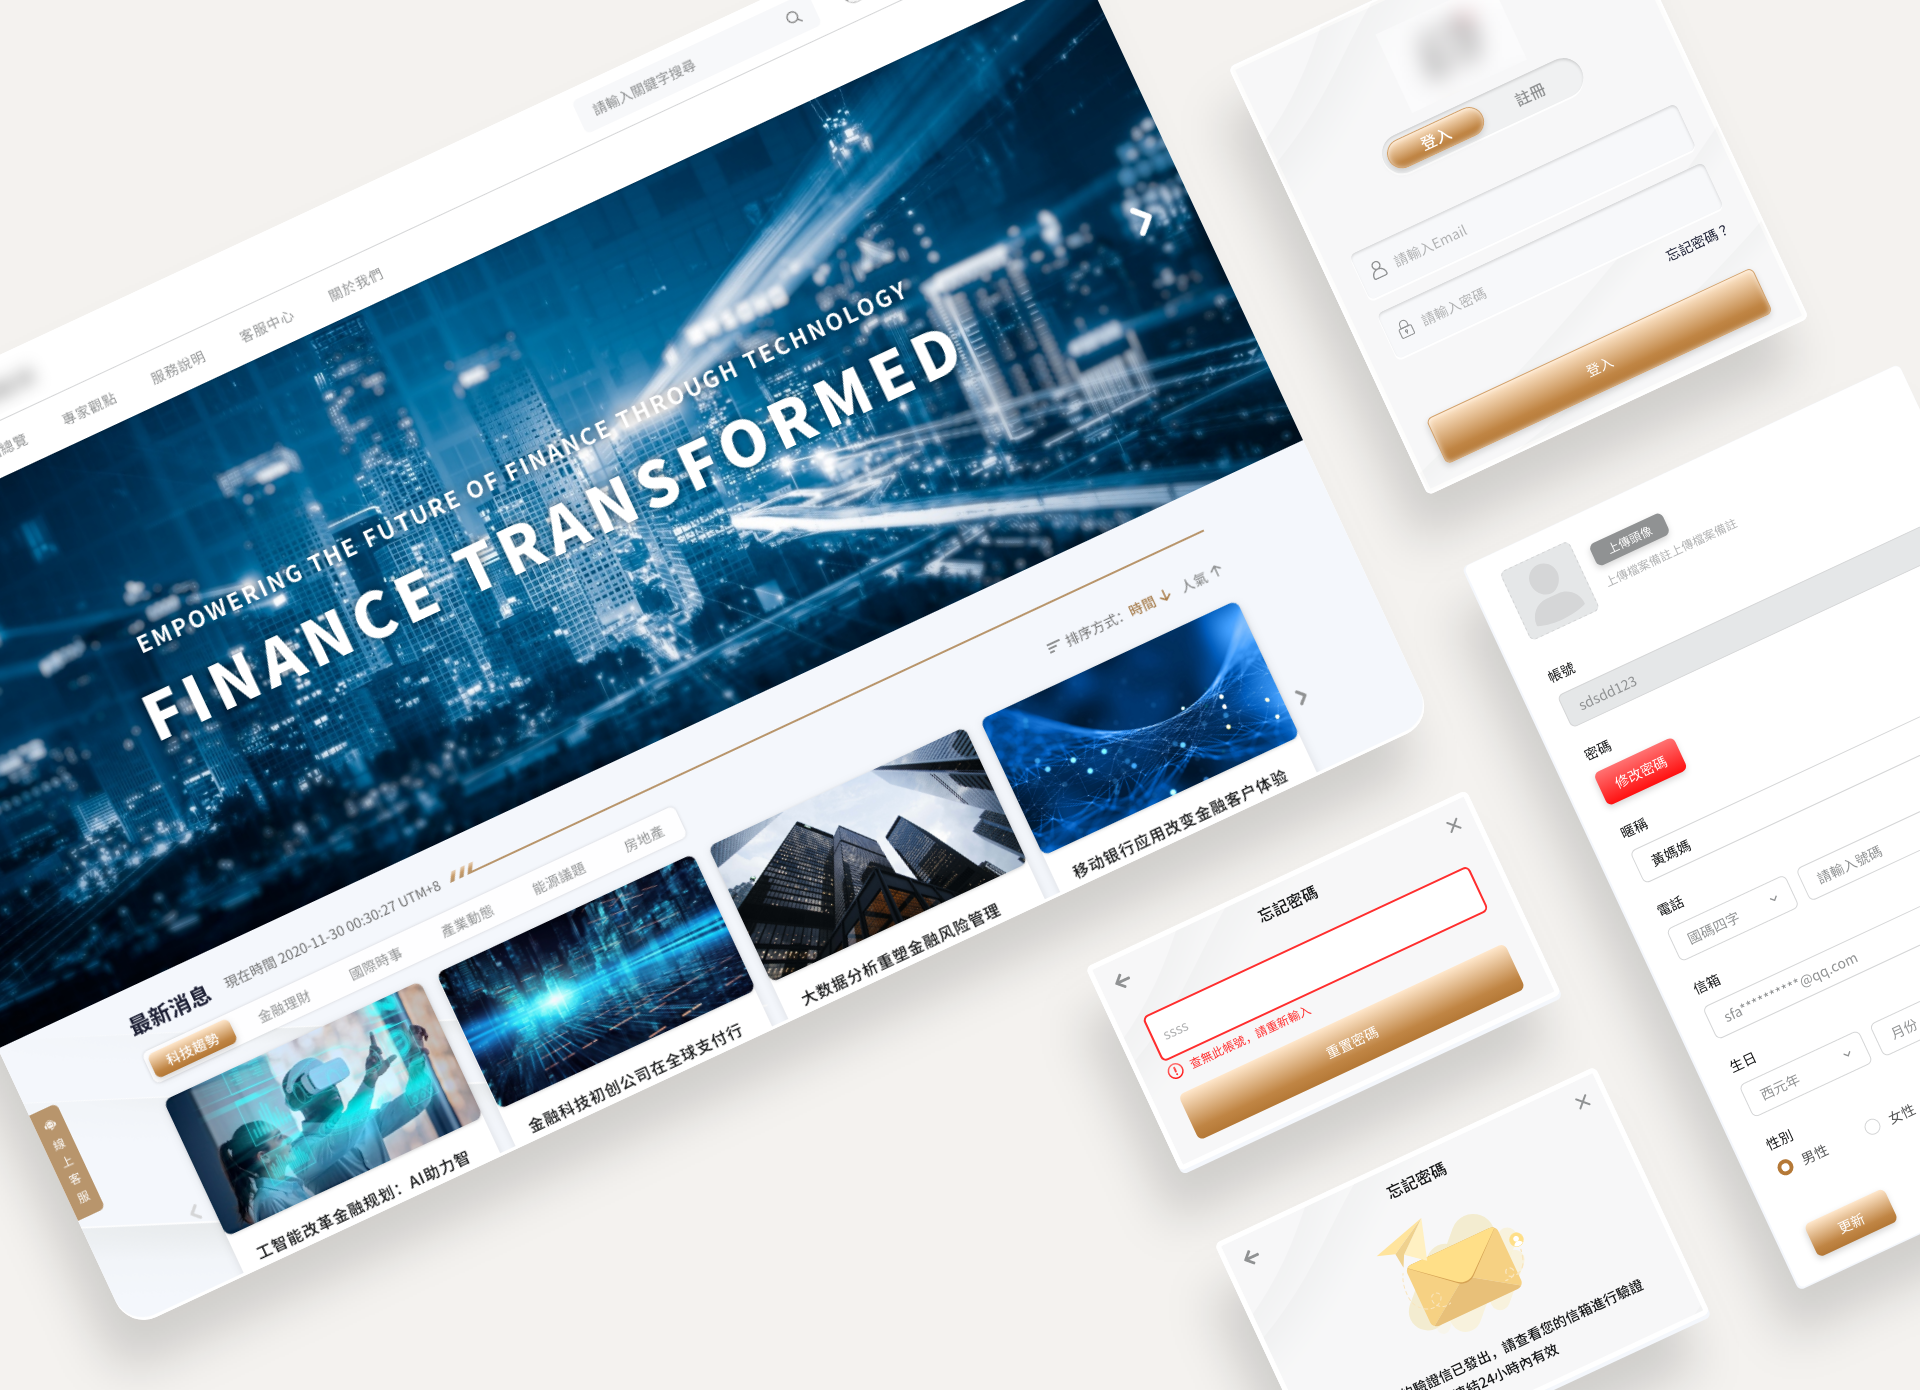 請輸入關鍵字搜尋
總覽
專家觀點
服務說明
客服中心
關於我們
EMPOWERING THE FUTURE OF FINANCE THROUGH TECHNOLOGY
FINANCE TRANSFORMED
最新消息
現在時間 2020-11-30 00:30:27 UTM+8
排序方式：時間 人氣
科技趨勢
金融理財
國際時事
產業動態
能源議題
房地產
工智能改革金融规划：AI助力智
金融科技初创公司在全球支付行
大数据分析重塑金融风险管理
移动银行应用改变金融客户体验
线上客服
登入
註冊
請輸入Email
請輸入密碼
忘記密碼？
登入
上傳頭像
上傳檔案備註上傳檔案備註
帳號
sdsdd123
密碼
修改密碼
暱稱
黃媽媽
電話
國碼四字
請輸入號碼
信箱
sfa**********@qq.com
生日
西元年
月份
性別
男性
女性
更新
忘記密碼
ssss
查無此帳號，請重新輸入
重置密碼
忘記密碼
驗證信已發出，請查看您的信箱進行驗證
連結24小時內有效